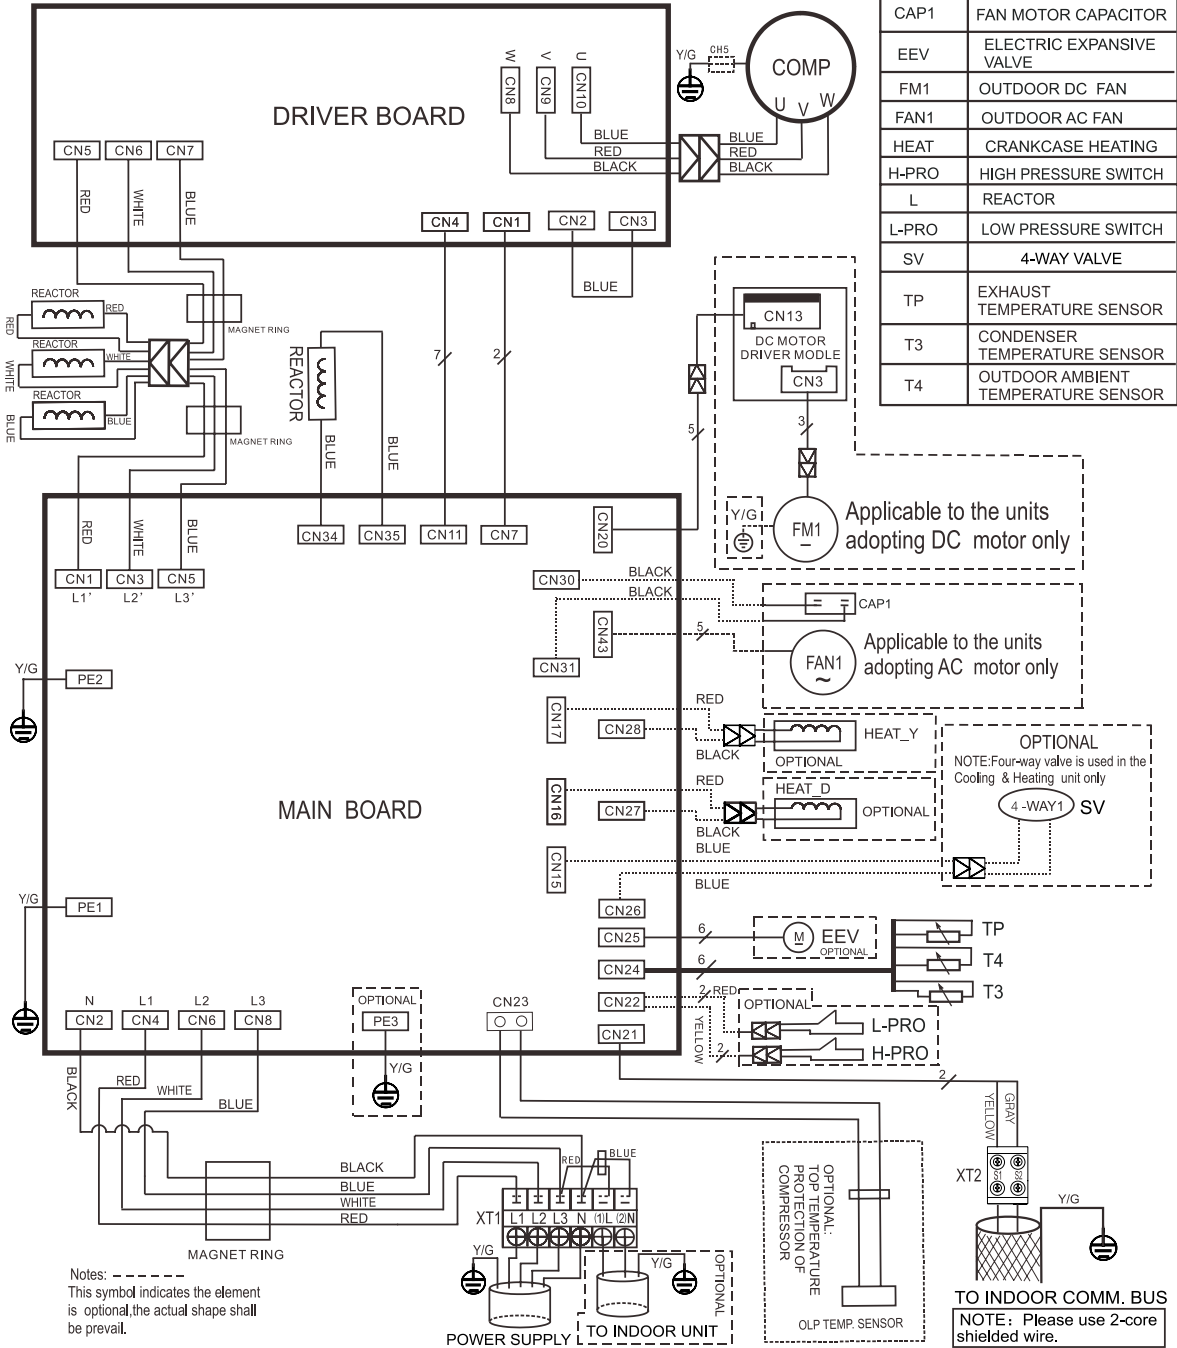 CAP1 FAN MOTOR CAPACITOR
EEV ELECTRIC EXPANSIVE
VALVE
FM1 OUTDOOR DC FAN
FAN1 OUTDOOR AC FAN
HEAT CRANKCASE HEATING
H-PRO HIGH PRESSURE SWITCH
L REACTOR
L-PRO LOW PRESSURE SWITCH
SV 4-WAY VALVE
TP EXHAUST
TEMPERATURE SENSOR
T3 CONDENSER
TEMPERATURE SENSOR
T4 OUTDOOR AMBIENT
TEMPERATURE SENSOR
DRIVER BOARD
W V U
CN8 CN9 CN10
Y/G CH5
COMP
U V W
BLUE BLUE
RED RED
BLACK BLACK
CN5 CN6 CN7
RED WHITE BLUE
CN4 CN1 CN2 CN3
BLUE
REACTOR
RED RED
MAGNET RING
REACTOR
WHITE WHITE
REACTOR
BLUE BLUE
MAGNET RING
REACTOR
BLUE BLUE
7 2
CN13
DC MOTOR
DRIVER MODLE
CN3
5 3
Y/G FM1
Applicable to the units
adopting DC motor only
RED WHITE BLUE
CN34 CN35 CN11 CN7 CN20
CN1 CN3 CN5
L1' L2' L3'
CN30 BLACK
BLACK
CAP1
CN43 5
CN31
FAN1
~
Applicable to the units
adopting AC motor only
Y/G PE2
CN17 CN28 RED
BLACK
HEAT_Y
OPTIONAL
CN16 CN27 RED
BLACK
HEAT_D
OPTIONAL
OPTIONAL
NOTE:Four-way valve is used in the
Cooling & Heating unit only
4 -WAY1 SV
MAIN BOARD
CN15 BLUE
BLUE
CN26
Y/G PE1
CN25 6 M EEV
OPTIONAL
CN24 6
TP
T4
T3
CN22 2 RED
YELLOW 2
OPTIONAL
L-PRO
H-PRO
CN21 2
N L1 L2 L3
CN2 CN4 CN6 CN8
OPTIONAL
PE3
Y/G
CN23
BLACK RED WHITE BLUE
YELLOW GRAY
BLACK
BLUE
WHITE
RED
MAGNET RING
RED BLUE
XT1 L1 L2 L3 N (1)L (2)N
Y/G
POWER SUPPLY
Y/G
OPTIONAL
TO INDOOR UNIT
OPTIONAL:
TOP TEMPERATURE
PROTECTION OF
COMPRESSOR
OLP TEMP. SENSOR
XT2 S1 S2
Y/G
TO INDOOR COMM. BUS
NOTE: Please use 2-core
shielded wire.
Notes:
This symbol indicates the element
is optional,the actual shape shall
be prevail.